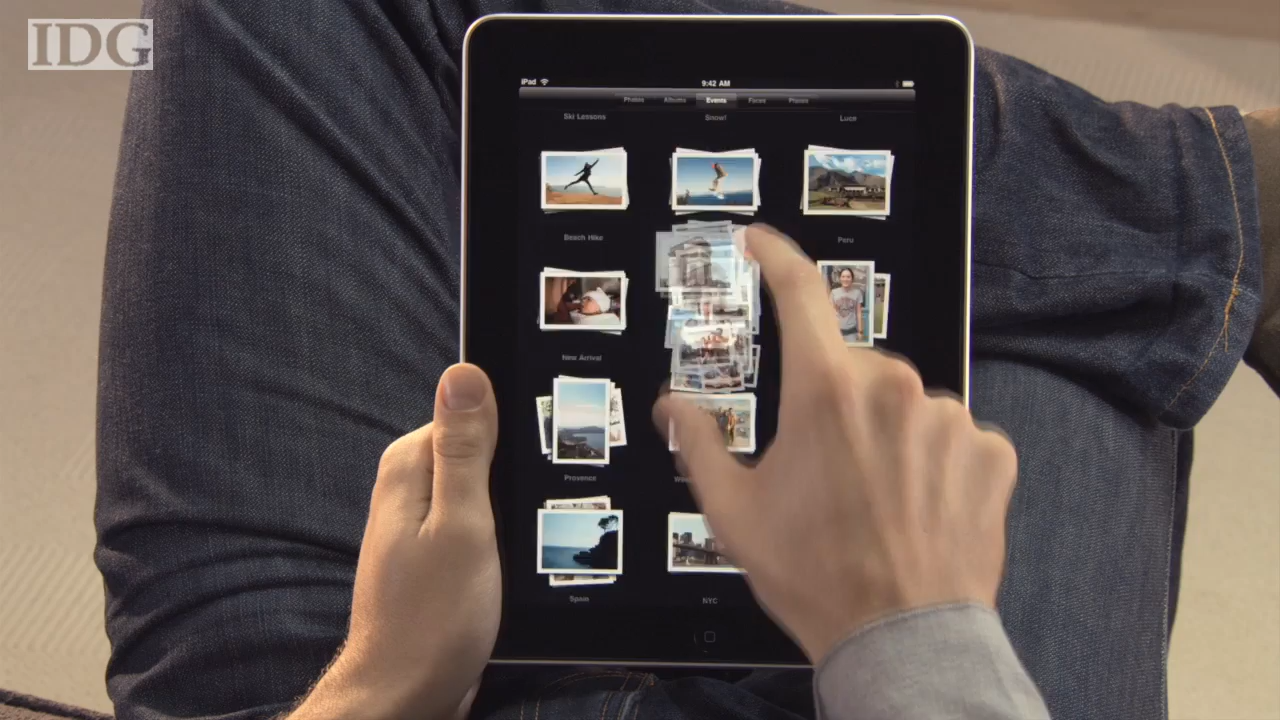 IDG
iPad 9:42 AM
Photos Albums Events Faces Places
Ski Lessons Snow! Luce
Beach Hike Peru
New Arrival
Provence
Spain NYC